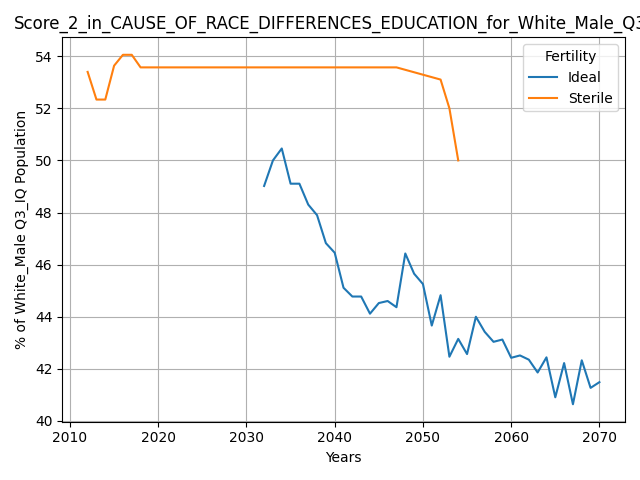 Score_2_in_CAUSE_OF_RACE_DIFFERENCES_EDUCATION_for_White_Male_Q3
Fertility
Ideal
Sterile
% of White_Male Q3_IQ Population
54
52
50
48
46
44
42
40
2010 2020 2030 2040 2050 2060 2070
Years